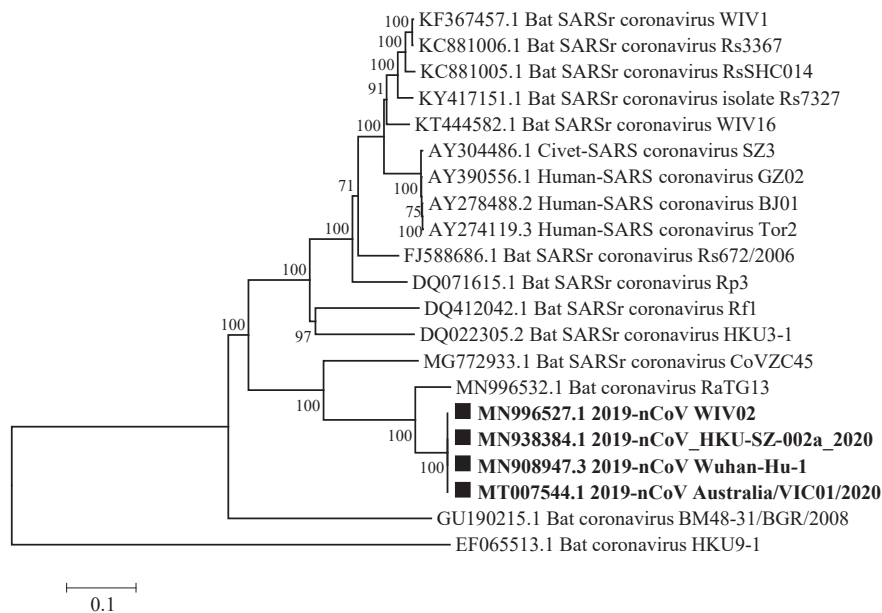 100 KF367457.1 Bat SARSr coronavirus WIV1
100 KC881006.1 Bat SARSr coronavirus Rs3367
100 KC881005.1 Bat SARSr coronavirus RsSHC014
91 KY417151.1 Bat SARSr coronavirus isolate Rs7327
100 KT444582.1 Bat SARSr coronavirus WIV16
AY304486.1 Civet-SARS coronavirus SZ3
100 AY390556.1 Human-SARS coronavirus GZ02
71 75 AY278488.2 Human-SARS coronavirus BJ01
100 100 AY274119.3 Human-SARS coronavirus Tor2
FJ588686.1 Bat SARSr coronavirus Rs672/2006
100 DQ071615.1 Bat SARSr coronavirus Rp3
DQ412042.1 Bat SARSr coronavirus Rf1
100 97 DQ022305.2 Bat SARSr coronavirus HKU3-1
MG772933.1 Bat SARSr coronavirus CoVZC45
MN996532.1 Bat coronavirus RaTG13
100 MN996527.1 2019-nCoV WIV02
100 MN938384.1 2019-nCoV_HKU-SZ-002a_2020
100 MN908947.3 2019-nCoV Wuhan-Hu-1
MT007544.1 2019-nCoV Australia/VIC01/2020
GU190215.1 Bat coronavirus BM48-31/BGR/2008
EF065513.1 Bat coronavirus HKU9-1
0.1